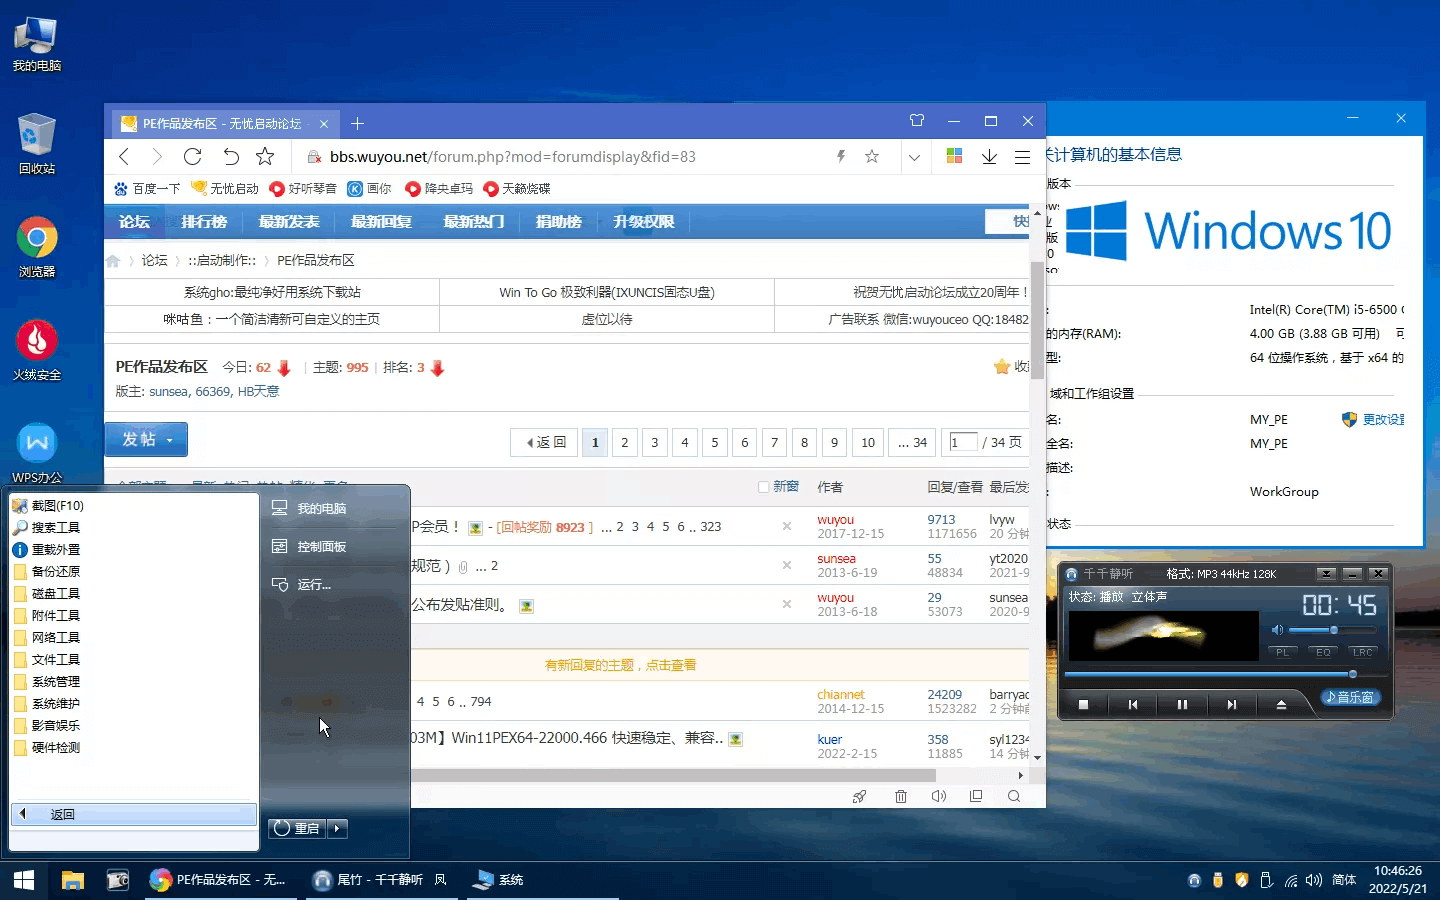 我的电脑
回收站
浏览器
火绒安全
WPS办公
PE作品发布区 - 无忧启动论坛
bbs.wuyou.net/forum.php?mod=forumdisplay&fid=83
百度一下 无忧启动 好听琴音 画你 降央卓玛 天籁烧碟
论坛 排行榜 最新发表 最新回复 最新热门 捐助榜 升级权限 快
论坛 ::启动制作:: PE作品发布区
系统gho:最纯净好用系统下载站 Win To Go 极致利器(IXUNCIS固态U盘) 祝贺无忧启动论坛成立20周年！
咪咕鱼：一个简洁清新可自定义的主页 虚位以待 广告联系 微信:wuyouceo QQ:18482
PE作品发布区 今日: 62 | 主题: 995 | 排名: 3
收
版主: sunsea, 66369, HB天意
发帖
返回 1 2 3 4 5 6 7 8 9 10 ... 34 1 / 34 页
新窗 作者 回复/查看 最后发
P会员！ - [回帖奖励 8923 ] ... 2 3 4 5 6 .. 323 wuyou 9713 lvyw
2017-12-15 1171656 20 分钟
规范 ) ... 2 sunsea 55 yt2020
2013-6-19 48834 2021-9
公布发贴准则。 wuyou 29 sunsea
2013-6-18 53073 2020-9
有新回复的主题，点击查看
4 5 6 .. 794 chiannet 24209 barryac
2014-12-15 1523282 2 分钟前
03M】Win11PEX64-22000.466 快速稳定、兼容.. kuer 358 syl1234
2022-2-15 11885 14 分钟
计算机的基本信息
版本
Windows 10
Intel(R) Core(TM) i5-6500
的内存(RAM): 4.00 GB (3.88 GB 可用)
型: 64 位操作系统，基于 x64 的
域和工作组设置
名: MY_PE 更改设置
全名: MY_PE
描述:
WorkGroup
状态
千千静听 格式: MP3 44kHz 128K
状态: 播放 立体声
00:45
PL EQ LRC
音乐窗
截图(F10)
搜索工具
重载外置
备份还原
磁盘工具
附件工具
网络工具
文件工具
系统管理
系统维护
影音娱乐
硬件检测
返回
我的电脑
控制面板
运行...
重启
PE作品发布区 - 无... 尾竹 - 千千静听 风 系统
简体 10:46:26
2022/5/21